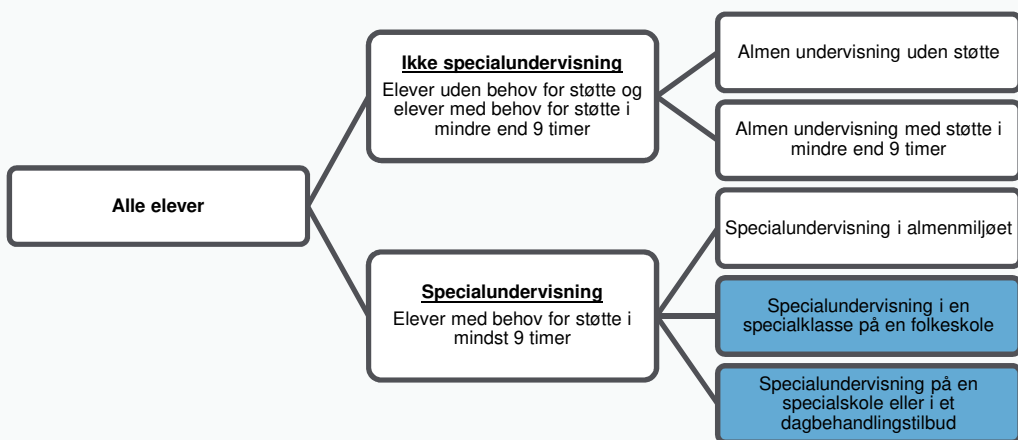 Alle elever
Ikke specialundervisning
Elever uden behov for støtte og
elever med behov for støtte i
mindre end 9 timer
Almen undervisning uden støtte
Almen undervisning med støtte i
mindre end 9 timer
Specialundervisning
Elever med behov for støtte i
mindst 9 timer
Specialundervisning i almenmiljøet
Specialundervisning i en
specialklasse på en folkeskole
Specialundervisning på en
specialskole eller i et
dagbehandlingstilbud